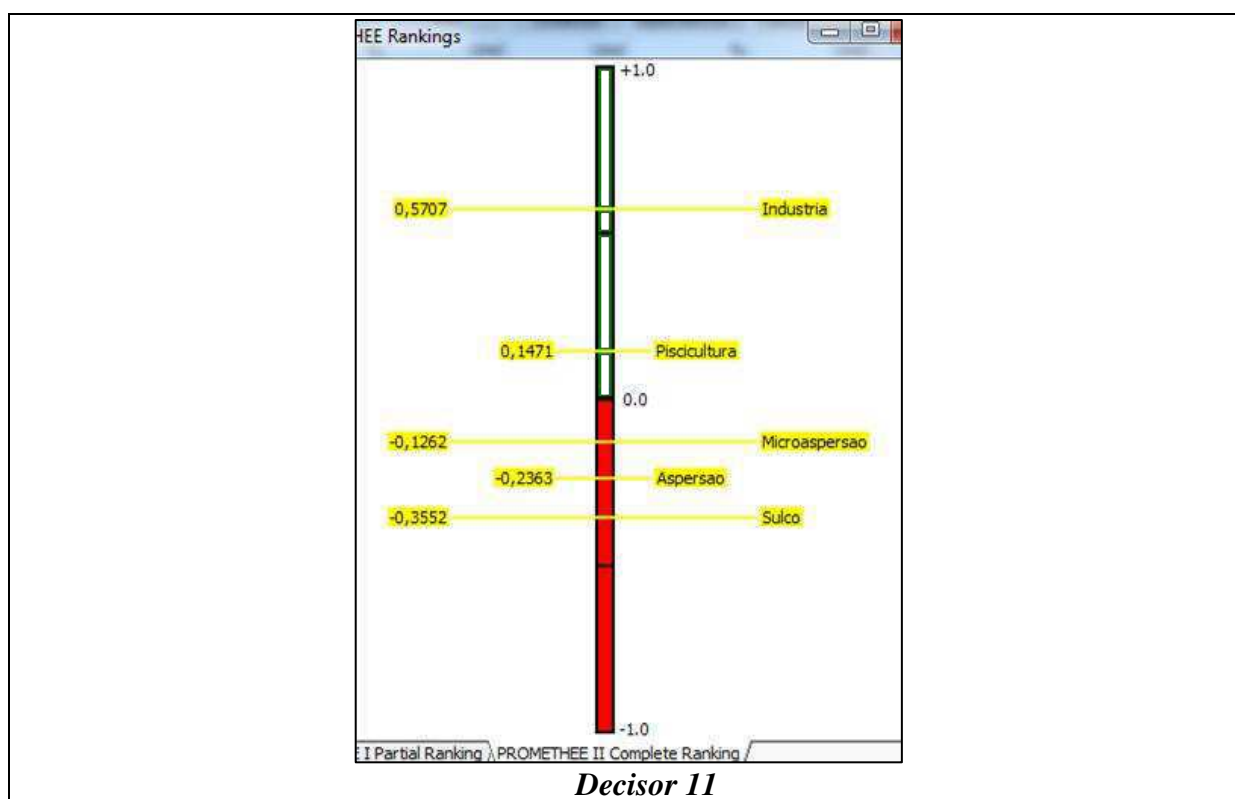 HEE Rankings
+1.0
0,5707 Industria
0,1471 Piscicultura
0.0
-0,1262 Microaspersao
-0,2363 Aspersao
-0,3552 Sulco
-1.0
E I Partial Ranking PROMETHEE II Complete Ranking
Decisor 11